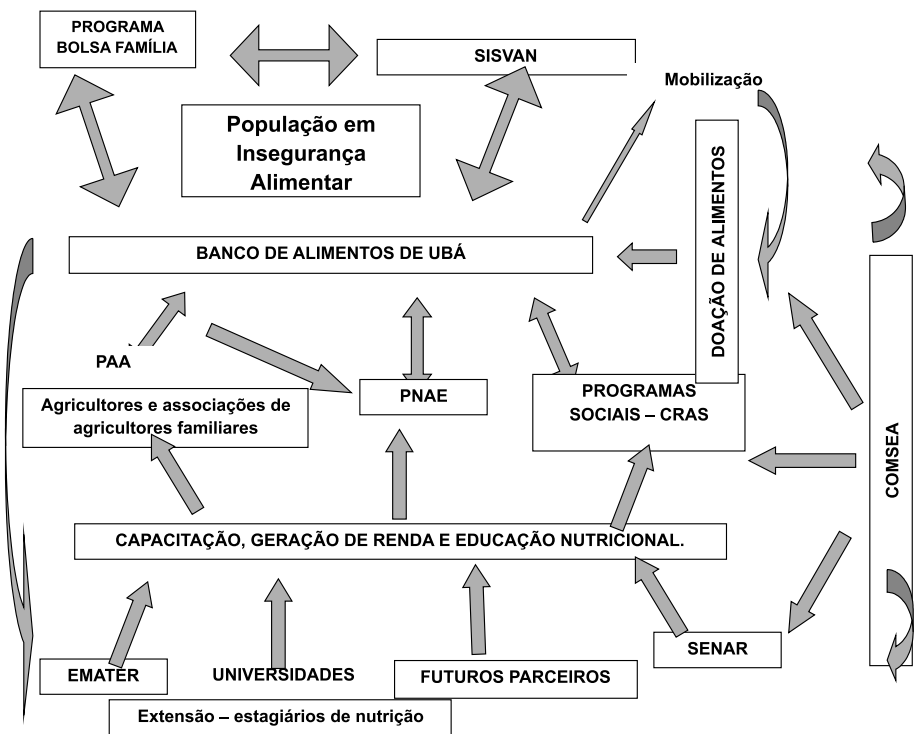 PROGRAMA
BOLSA FAMÍLIA
SISVAN
Mobilização
População em
Insegurança
Alimentar
DOAÇÃO DE ALIMENTOS
BANCO DE ALIMENTOS DE UBÁ
COMSEA
PAA
Agricultores e associações de
agricultores familiares
PNAE
PROGRAMAS
SOCIAIS – CRAS
CAPACITAÇÃO, GERAÇÃO DE RENDA E EDUCAÇÃO NUTRICIONAL.
EMATER
UNIVERSIDADES
FUTUROS PARCEIROS
SENAR
Extensão – estagiários de nutrição